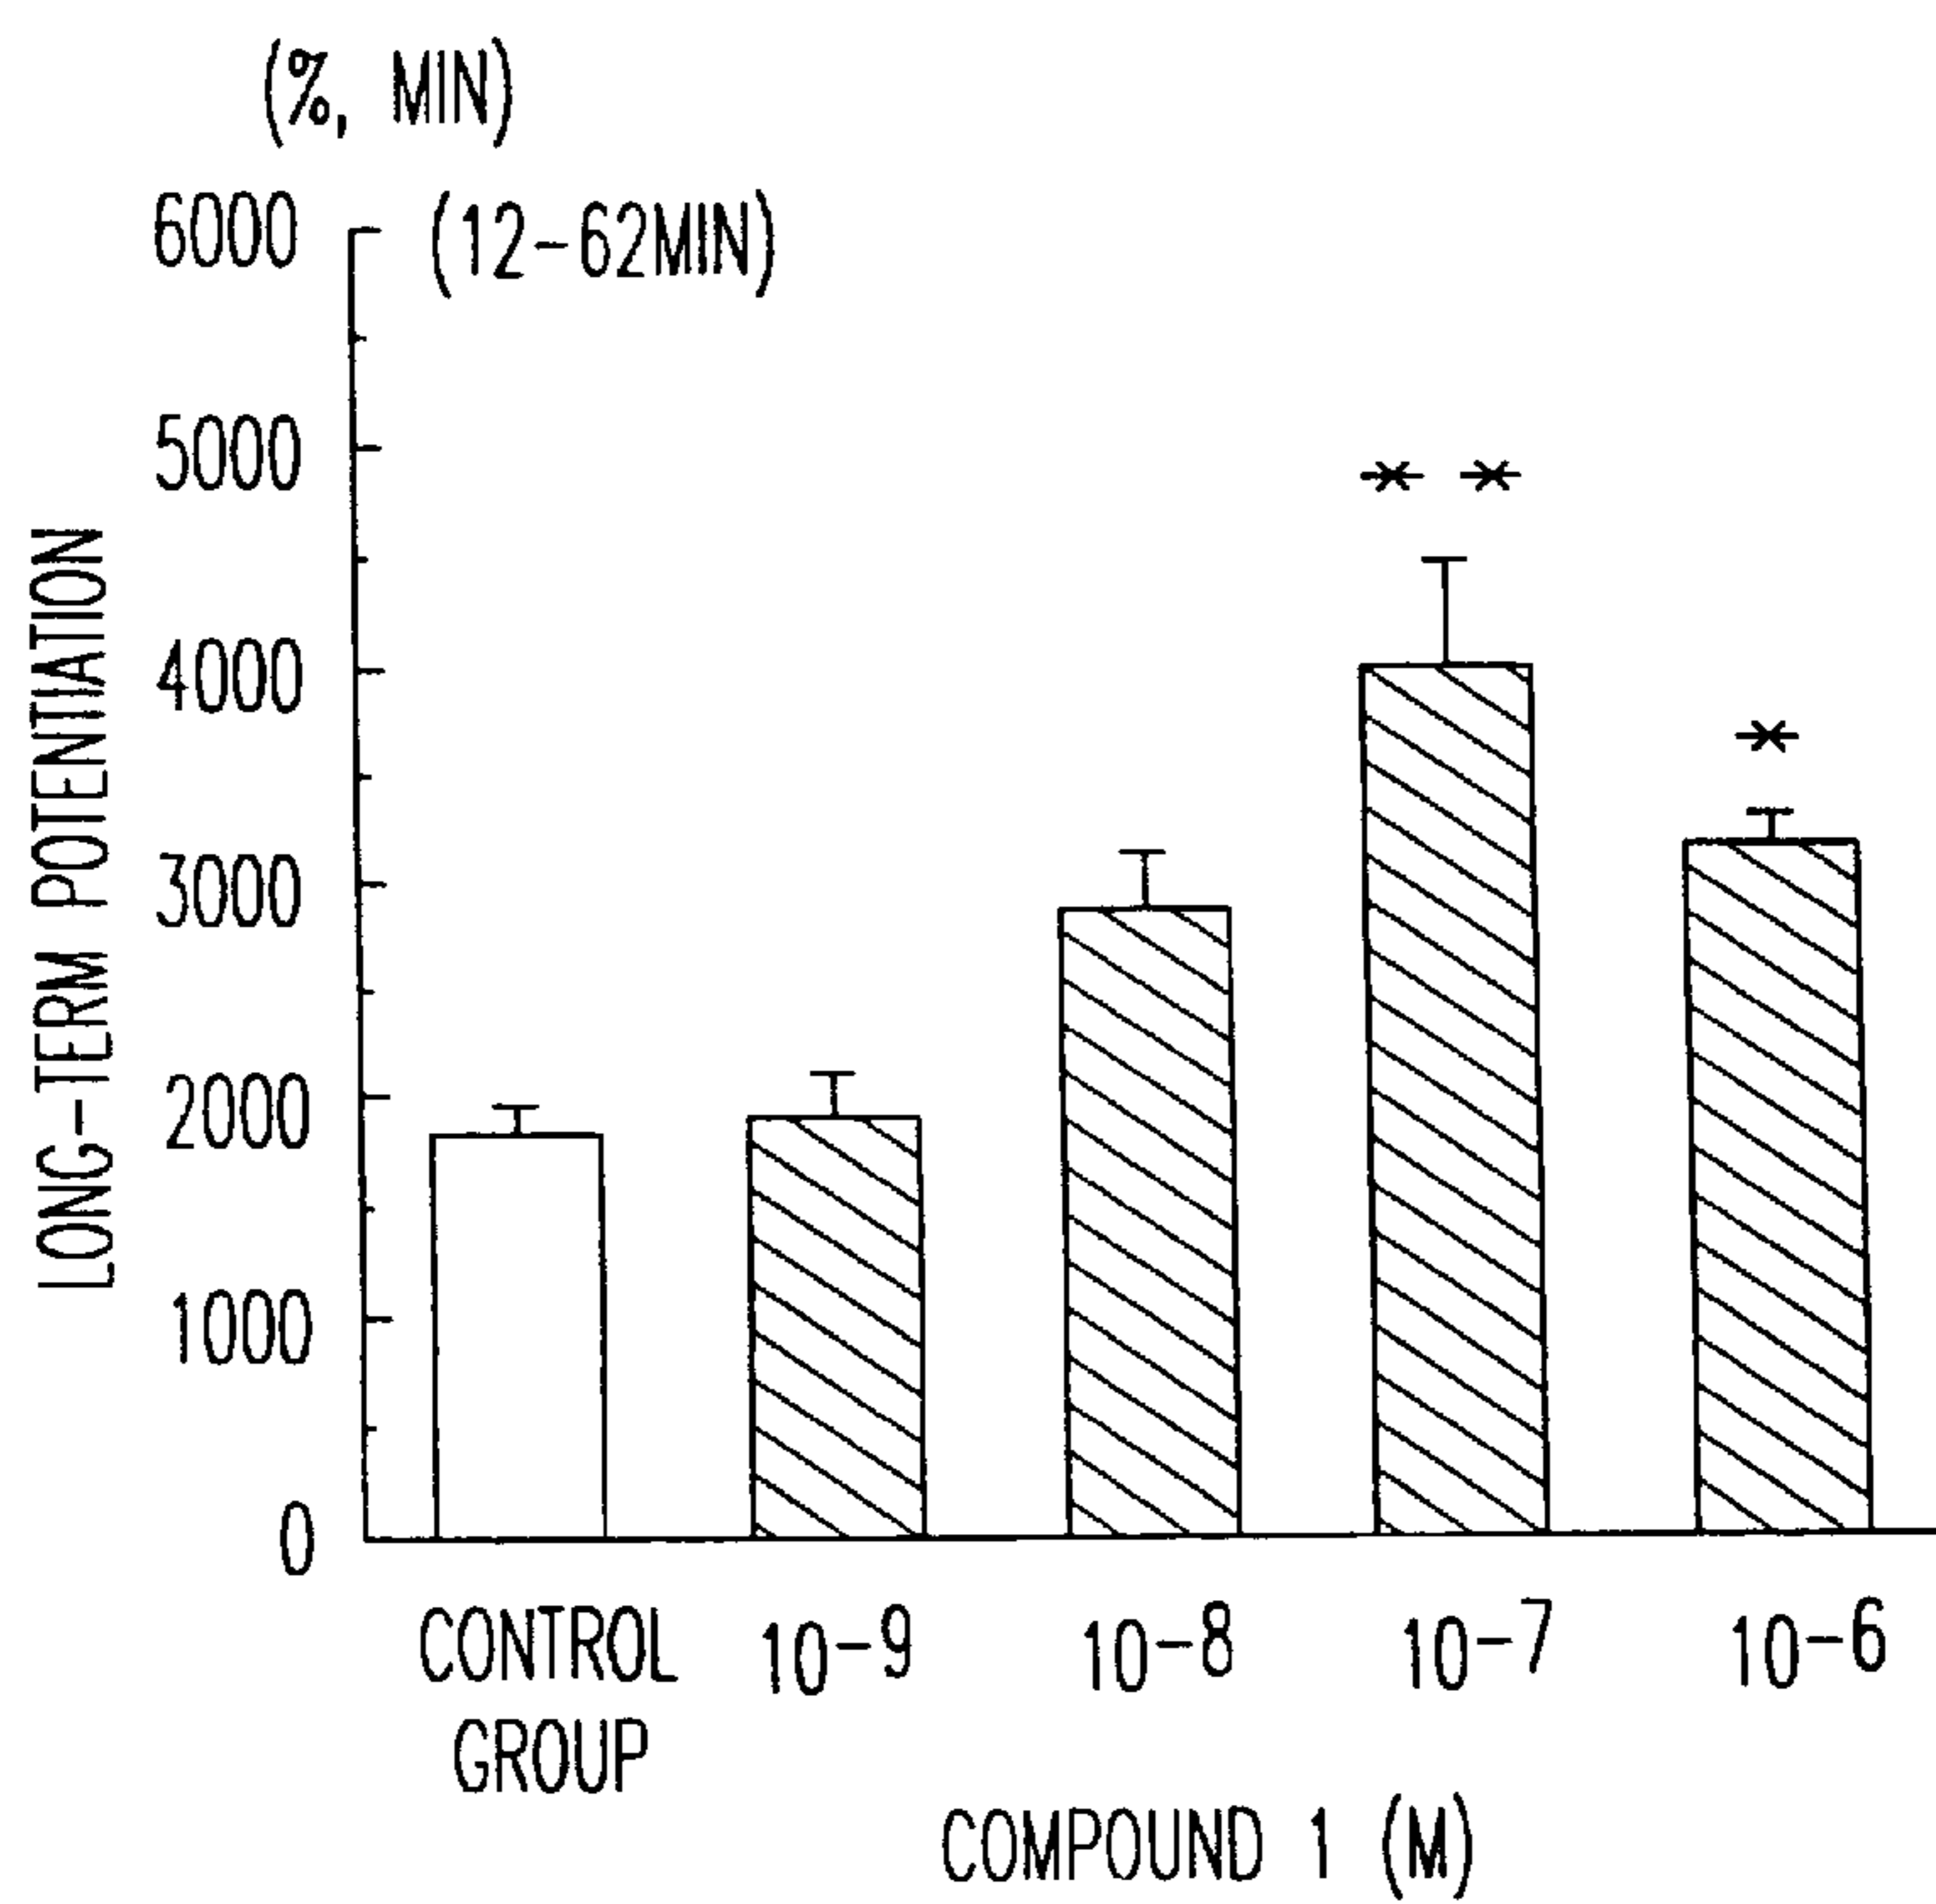 (%, MIN)
(12-62MIN)
6000
5000
4000
3000
2000
1000
0
LONG-TERM POTENTIATION
* *
*
CONTROL GROUP
10-9
10-8
10-7
10-6
COMPOUND 1 (M)